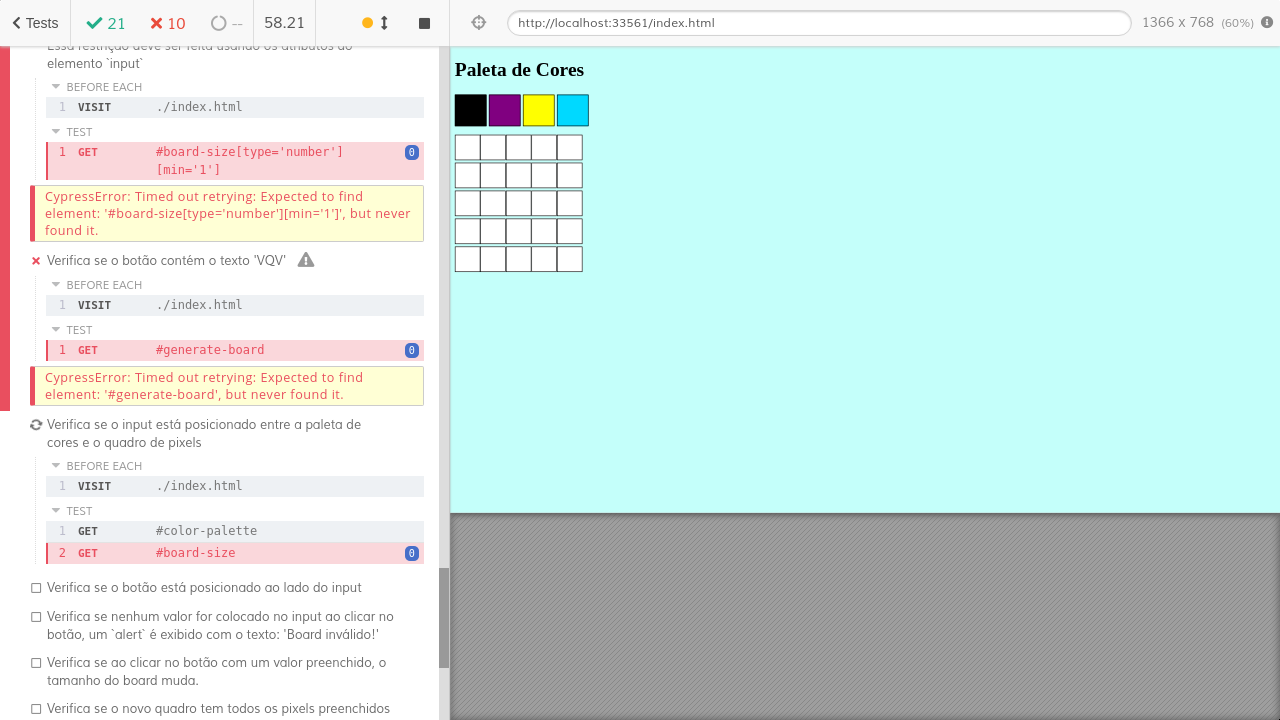 Tests
21
10
--
58.21
http://localhost:33561/index.html
1366 x 768 (60%)
Essa restrição deve ser feita usando os atributos do
elemento `input`
BEFORE EACH
1 VISIT ./index.html
TEST
1 GET #board-size[type='number']
[min='1'] 0
CypressError: Timed out retrying: Expected to find
element: '#board-size[type='number'][min='1']', but never
found it.
Verifica se o botão contém o texto 'VQV'
BEFORE EACH
1 VISIT ./index.html
TEST
1 GET #generate-board 0
CypressError: Timed out retrying: Expected to find
element: '#generate-board', but never found it.
Verifica se o input está posicionado entre a paleta de
cores e o quadro de pixels
BEFORE EACH
1 VISIT ./index.html
TEST
1 GET #color-palette
2 GET #board-size 0
Verifica se o botão está posicionado ao lado do input
Verifica se nenhum valor for colocado no input ao clicar no
botão, um `alert` é exibido com o texto: 'Board inválido!'
Verifica se ao clicar no botão com um valor preenchido, o
tamanho do board muda.
Verifica se o novo quadro tem todos os pixels preenchidos
Paleta de Cores